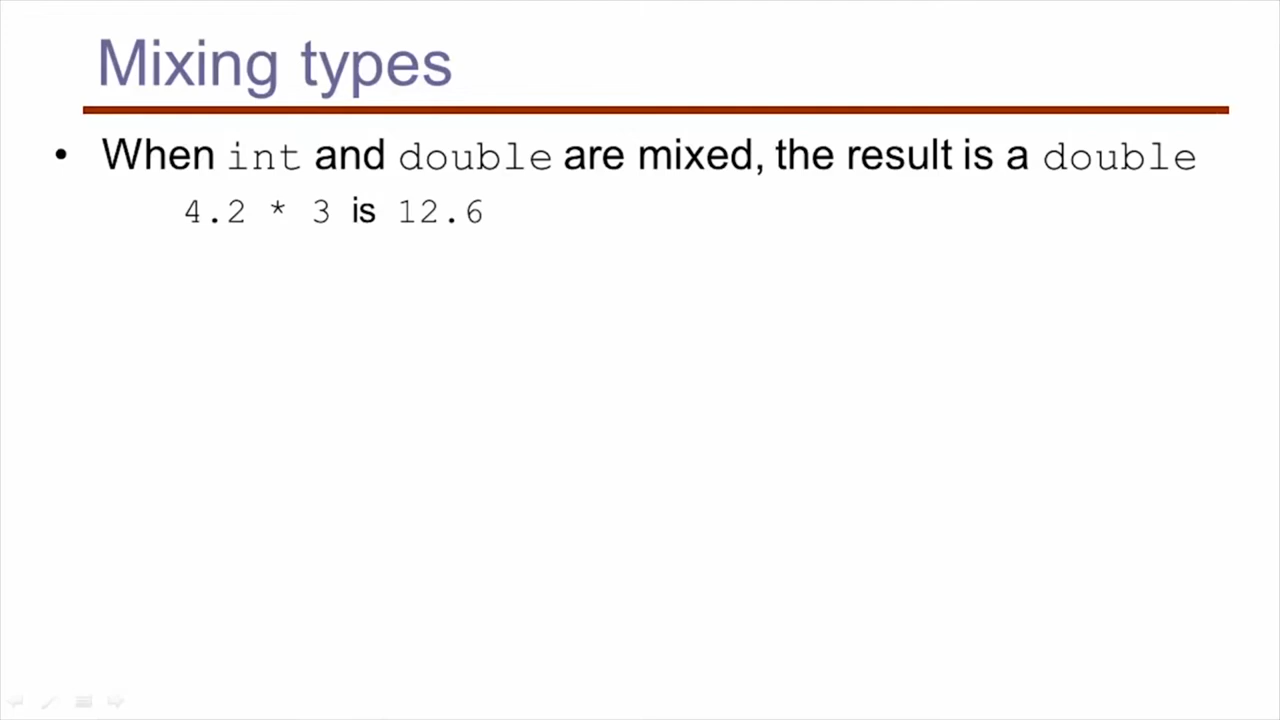 Mixing types
• When int and double are mixed, the result is a double
4.2 * 3 is 12.6